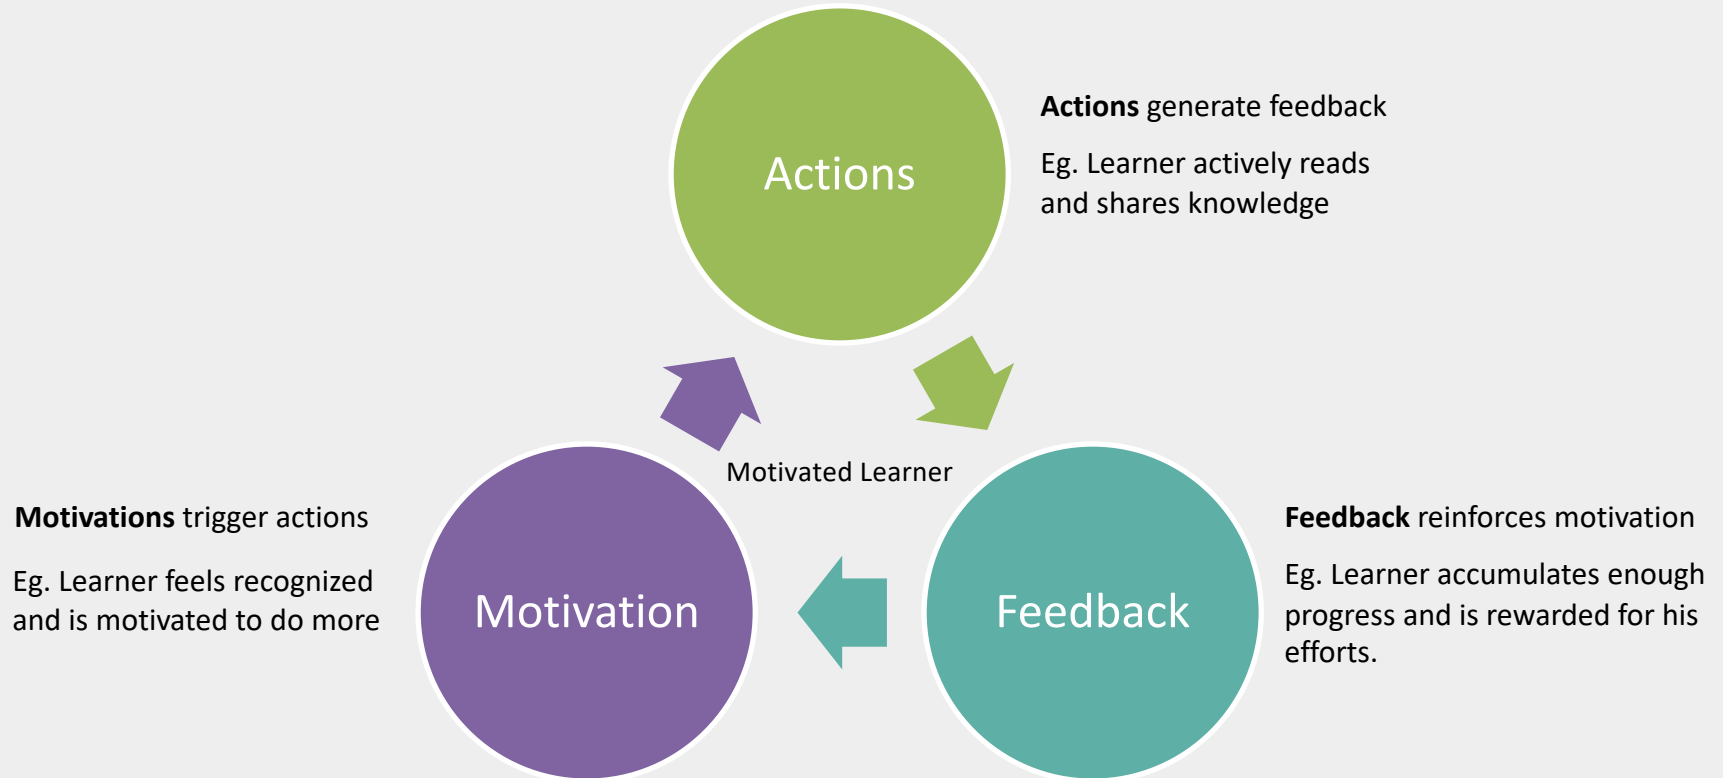 Actions
Actions generate feedback
Eg. Learner actively reads
and shares knowledge
Motivated Learner
Motivations trigger actions
Eg. Learner feels recognized
and is motivated to do more
Motivation
Feedback
Feedback reinforces motivation
Eg. Learner accumulates enough
progress and is rewarded for his
efforts.